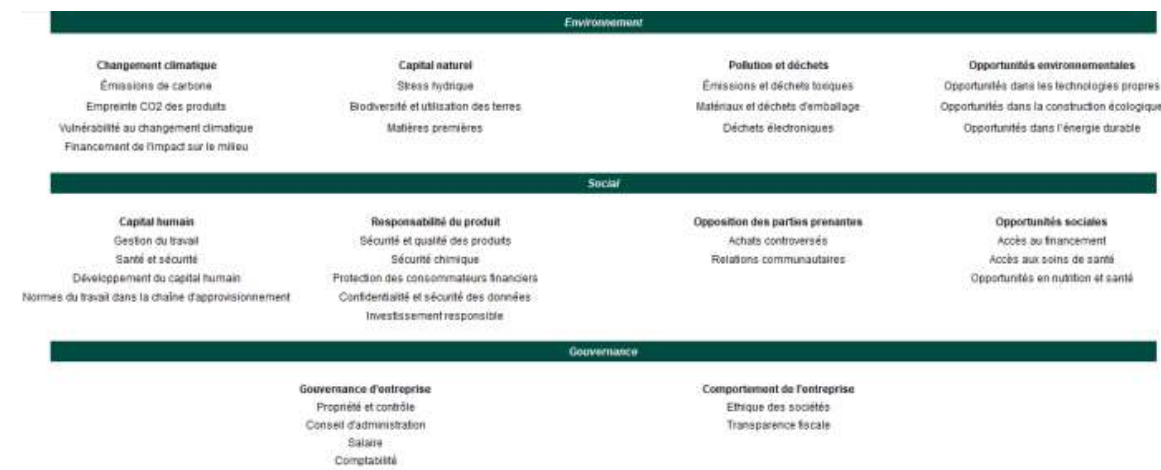 Environnement
Changement climatique
Émissions de carbone
Empreinte CO2 des produits
Vulnérabilité au changement climatique
Financement de l'impact sur le milieu
Capital naturel
Stress hydrique
Biodiversité et utilisation des terres
Matières premières
Pollution et déchets
Émissions et déchets toxiques
Matériaux et déchets d'emballage
Déchets électroniques
Opportunités environnementales
Opportunités dans les technologies propres
Opportunités dans la construction écologique
Opportunités dans l'énergie durable
Social
Capital humain
Gestion du travail
Santé et sécurité
Développement du capital humain
Normes du travail dans la chaîne d'approvisionnement
Responsabilité du produit
Sécurité et qualité des produits
Sécurité chimique
Protection des consommateurs financiers
Confidentialité et sécurité des données
Investissement responsable
Opposition des parties prenantes
Achats controversés
Relations communautaires
Opportunités sociales
Accès au financement
Accès aux soins de santé
Opportunités en nutrition et santé
Gouvernance
Gouvernance d'entreprise
Propriété et contrôle
Conseil d'administration
Salaire
Comptabilité
Comportement de l'entreprise
Ethique des sociétés
Transparence fiscale